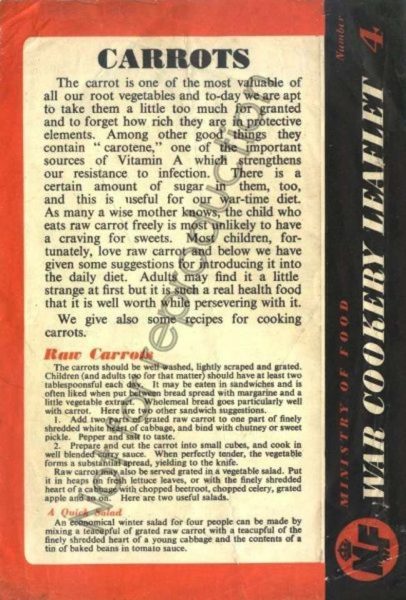 CARROTS
The carrot is one of the most valuable of
all our root vegetables and to-day we are apt
to take them a little too much for granted
and to forget how rich they are in protective
elements. Among other good things they
contain "carotene," one of the important
sources of Vitamin A which strengthens
our resistance to infection. There is a
certain amount of sugar in them, too,
and this is useful for our war-time diet.
As many a wise mother knows, the child who
eats raw carrot freely is most unlikely to have
a craving for sweets. Most children, for-
tunately, love raw carrot and below we have
given some suggestions for introducing it into
the daily diet. Adults may find it a little
strange at first but it is such a real health food
that it is well worth while persevering with it.
We give also some recipes for cooking
carrots.
Raw Carrots
The carrots should be well washed, lightly scraped and grated.
Children (and adults too for that matter) should have at least two
tablespoonsful each day. It may be eaten in sandwiches and is
often liked when put between bread spread with margarine and a
little vegetable extract. Wholemeal bread goes particularly well
with carrot. Here are two other sandwich suggestions.
1. Add two parts of grated raw carrot to one part of finely
shredded white heart of cabbage, and bind with chutney or sweet
pickle. Pepper and salt to taste.
2. Prepare and cut the carrot into small cubes, and cook in
well blended curry sauce. When perfectly tender, the vegetable
forms a substantial spread, yielding to the knife.
Raw carrot may also be served grated in a vegetable salad. Put
it in heaps on fresh lettuce leaves, or with the finely shredded
heart of a cabbage with chopped beetroot, chopped celery, grated
apple and so on. Here are two useful salads.
A Quick Salad
An economical winter salad for four people can be made by
mixing a teacupful of grated raw carrot with a teacupful of the
finely shredded heart of a young cabbage and the contents of a
tin of baked beans in tomato sauce.
MINISTRY OF FOOD
WAR COOKERY LEAFLET
Number
4
NF
not for reproduction